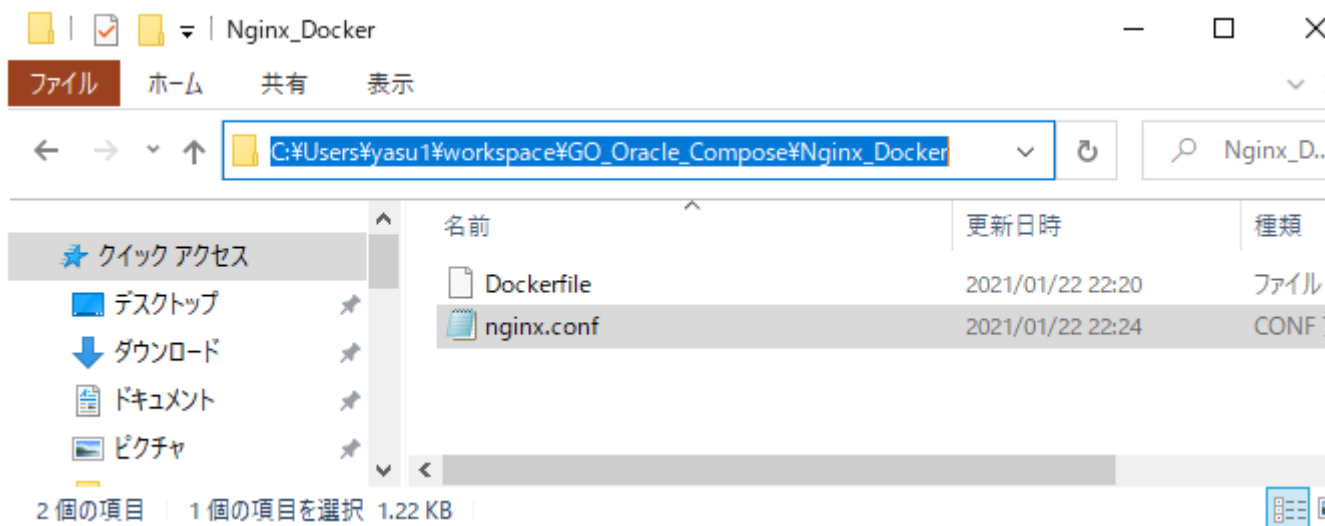 Nginx_Docker
ファイル ホーム 共有 表示
C:¥Users¥yasu1¥workspace¥GO_Oracle_Compose¥Nginx_Docker Nginx_D...
名前 更新日時 種類
クイック アクセス
Dockerfile 2021/01/22 22:20 ファイル
デスクトップ
nginx.conf 2021/01/22 22:24 CONF
ダウンロード
ドキュメント
ピクチャ
2 個の項目 1 個の項目を選択 1.22 KB